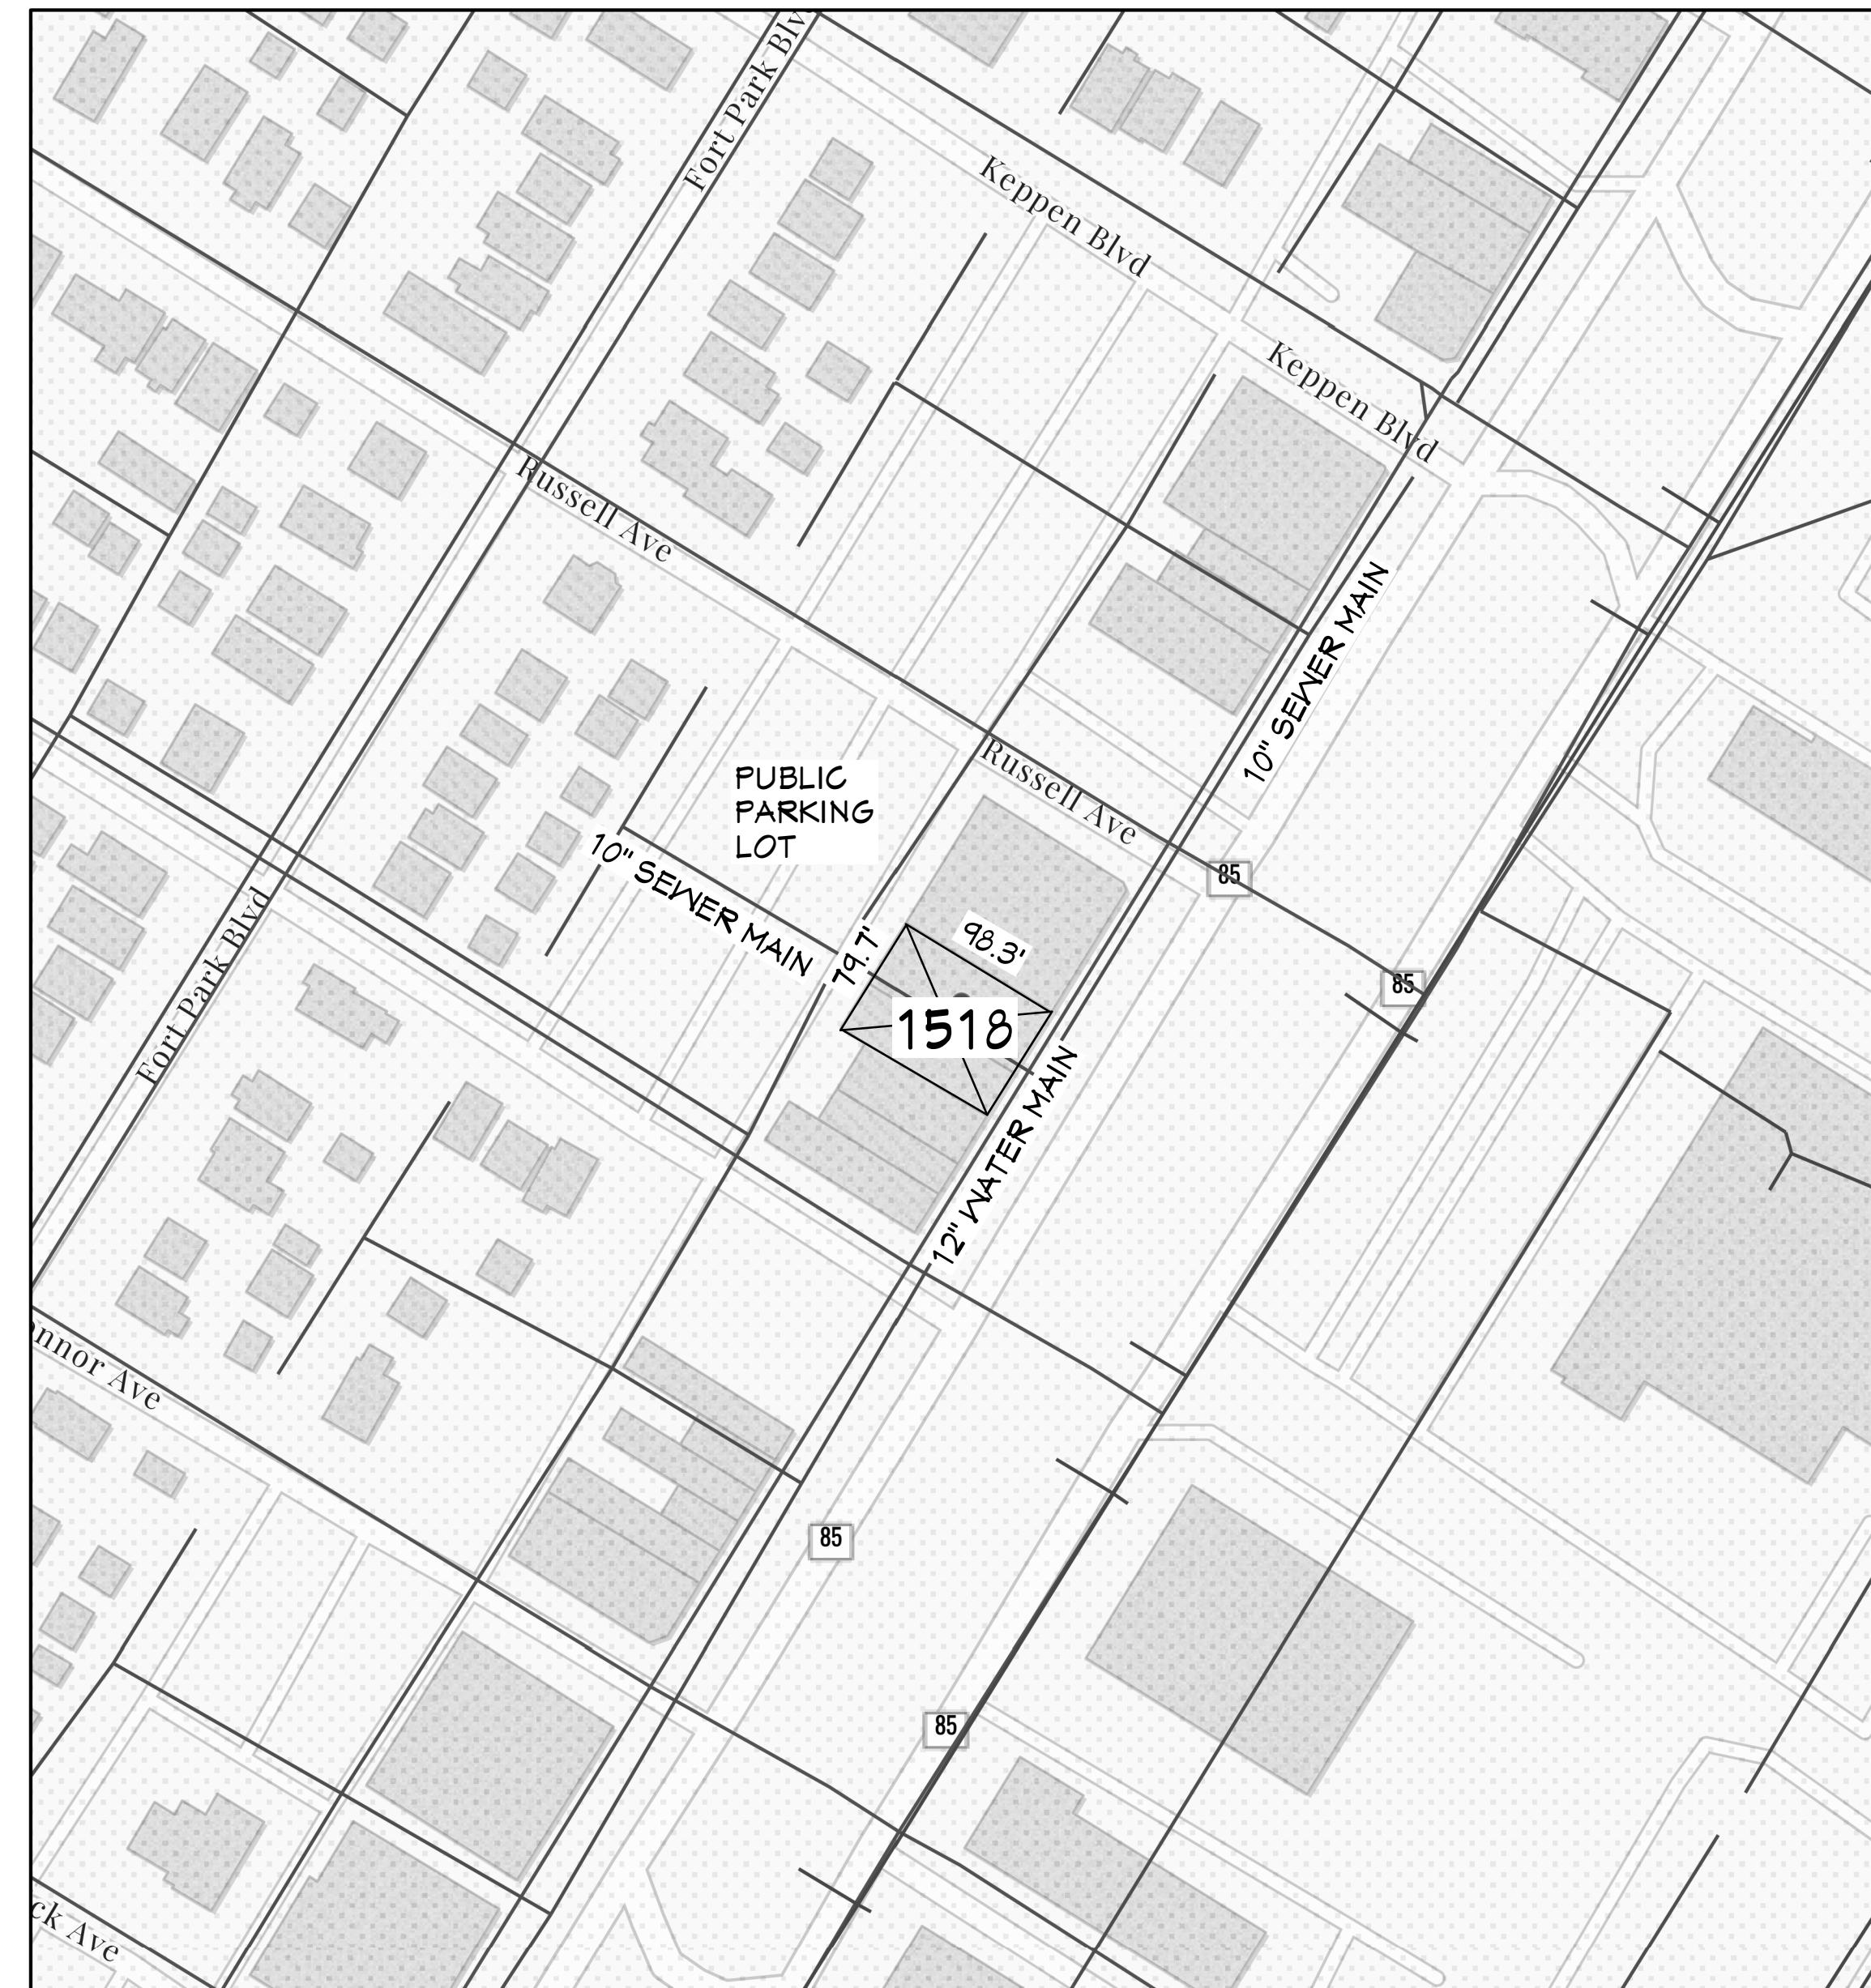 Fort Park Blvd
Keppen Blvd
Keppen Blvd
Russell Ave
10" SEWER MAIN
Russell Ave
PUBLIC
PARKING
LOT
10" SEWER MAIN
85
79.7'
98.3'
85
Fort Park Blvd
1518
12" WATER MAIN
nnor Ave
85
85
ck Ave